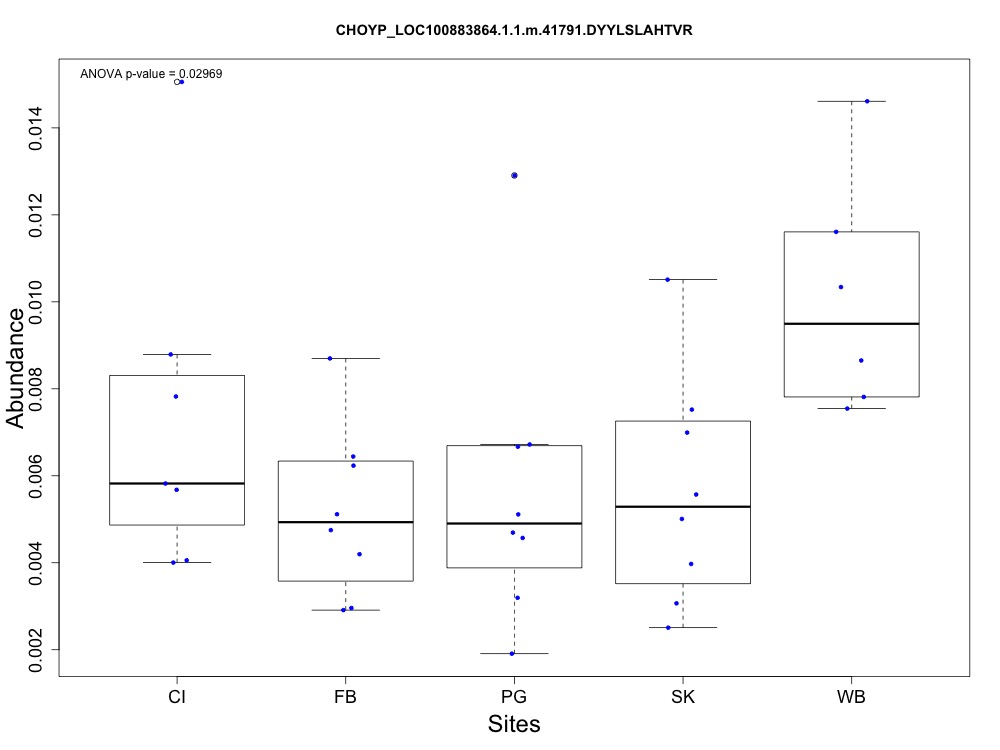 CHOYP_LOC100883864.1.1.m.41791.DYYLSLAHTVR
ANOVA p-value = 0.02969
Abundance
0.014
0.012
0.010
0.008
0.006
0.004
0.002
CI FB PG SK WB
Sites